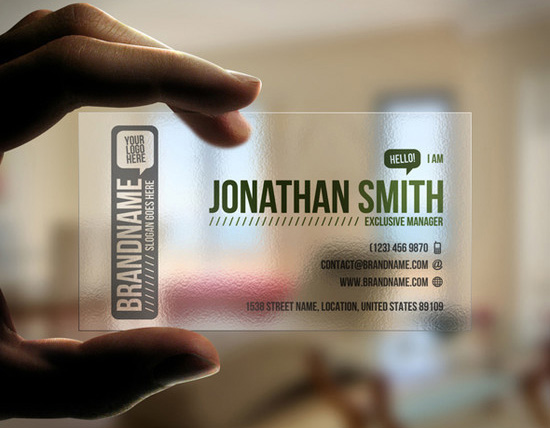 YOUR
LOGO
HERE
BRANDNAME
SLOGAN GOES HERE
HELLO! I AM
JONATHAN SMITH
EXCLUSIVE MANAGER
(123) 456 9870
CONTACT@BRANDNAME.COM
WWW.BRANDNAME.COM
1538 STREET NAME, LOCATION, UNITED STATES 89109